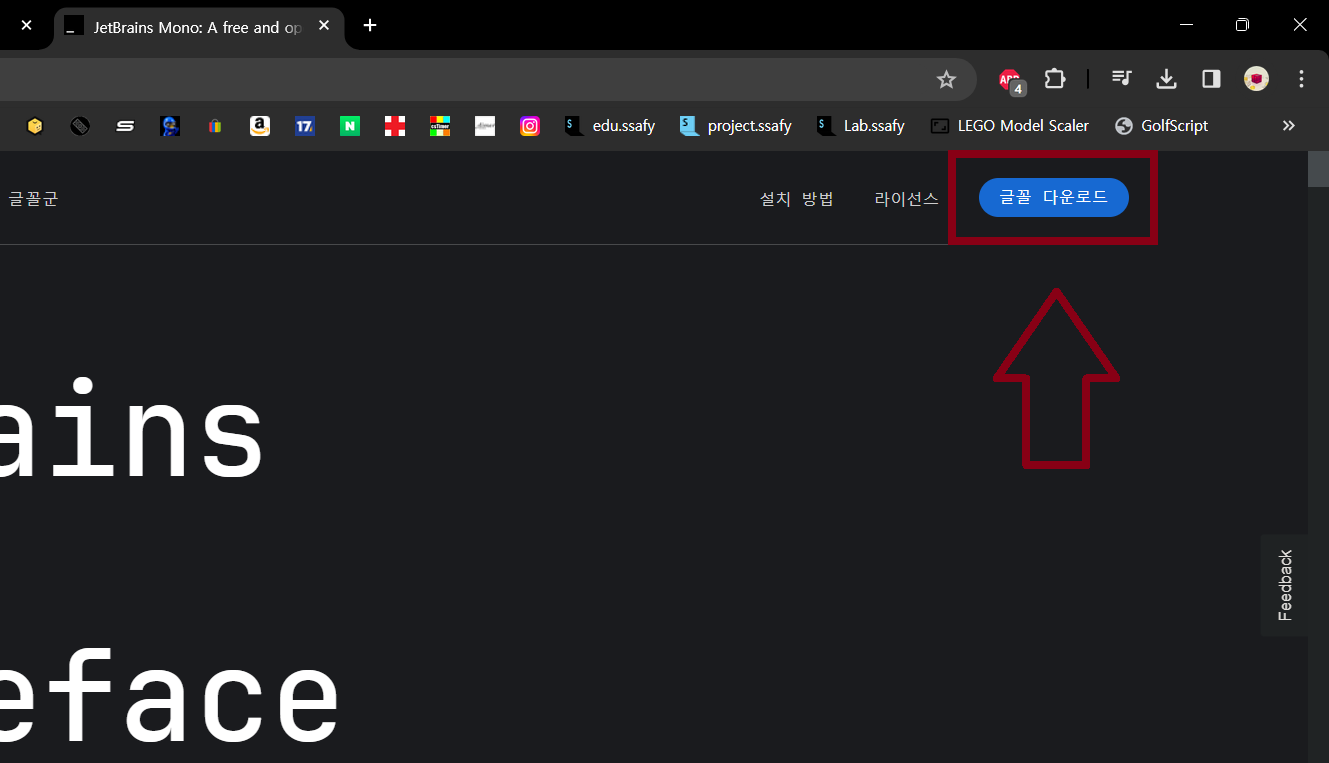 JetBrains Mono: A free and op
ABP
4
a
17
N
csTimer
S edu.ssafy
S project.ssafy
S Lab.ssafy
LEGO Model Scaler
GolfScript
글꼴군
설치 방법
라이선스
글꼴 다운로드
ains
eface
Feedback